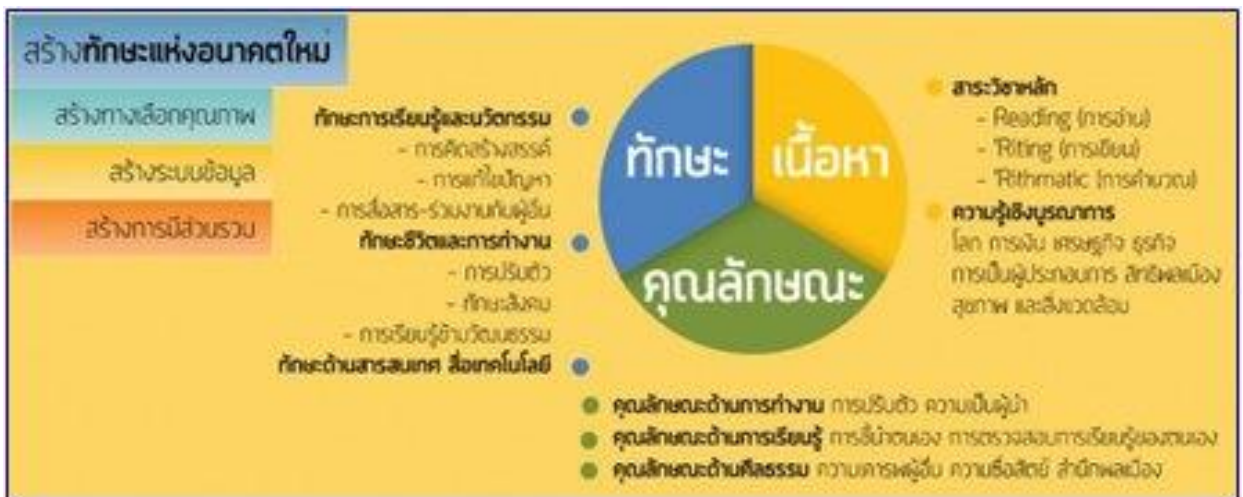 สร้างทักษะแห่งอนาคตใหม่
สร้างทางเลือกคุณภาพ
สร้างระบบข้อมูล
สร้างการมีส่วนรวม
ทักษะการเรียนรู้และนวัตกรรม
- การคิดสร้างสรรค์
- การแก้ไขปัญหา
- การสื่อสาร-ร่วมงานกับผู้อื่น
ทักษะชีวิตและการทำงาน
- การปรับตัว
- ทักษะสังคม
- การเรียนรู้ข้ามวัฒนธรรม
ทักษะด้านสารสนเทศ สื่อเทคโนโลยี
ทักษะ
เนื้อหา
คุณลักษณะ
สาระวิชาหลัก
- Reading (การอ่าน)
- 'Riting (การเขียน)
- 'Rithmatic (การคำนวณ)
ความรู้เชิงบูรณาการ
โลก การเงิน เศรษฐกิจ ธุรกิจ
การเป็นผู้ประกอบการ สิทธิพลเมือง
สุขภาพ และสิ่งแวดล้อม
คุณลักษณะด้านการทำงาน การปรับตัว ความเป็นผู้นำ
คุณลักษณะด้านการเรียนรู้ การชี้นำตนเอง การตรวจสอบการเรียนรู้ของตนเอง
คุณลักษณะด้านศีลธรรม ความเคารพผู้อื่น ความซื่อสัตย์ สำนึกพลเมือง